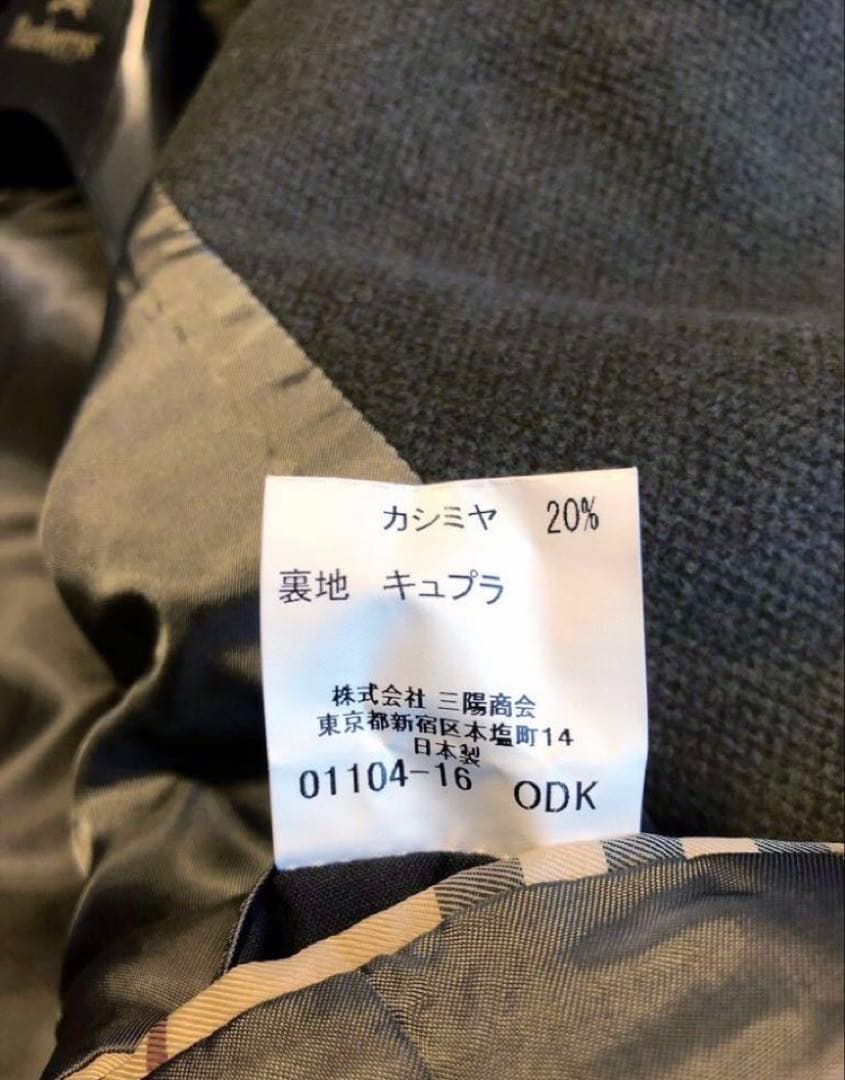 Burberrys
カシミヤ 20%
裏地 キュプラ
株式会社 三陽商会
東京都新宿区本塩町14
日本製
01104-16 ODK